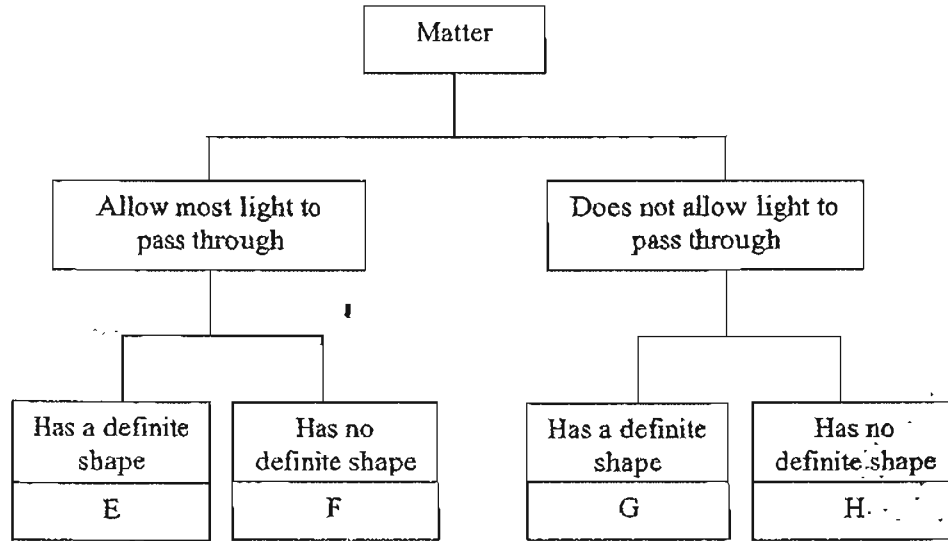 Matter
Allow most light to
pass through
Does not allow light to
pass through
Has a definite
shape
E
Has no
definite shape
F
Has a definite
shape
G
Has no
definite shape
H